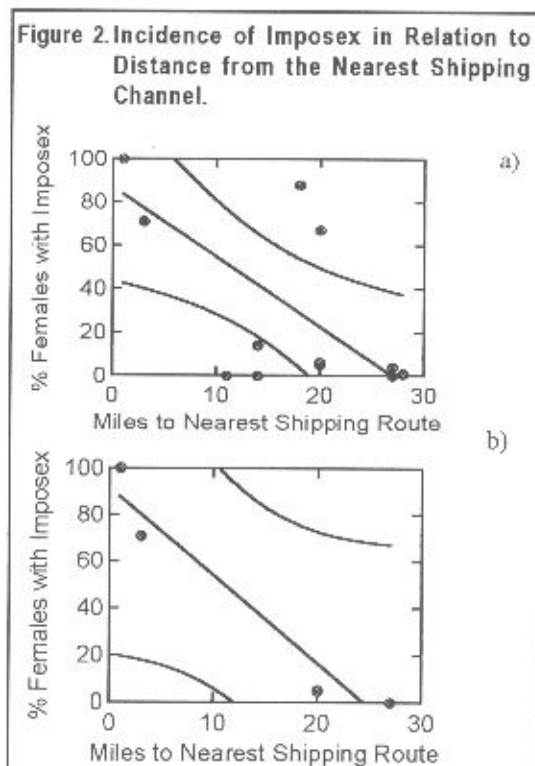 Figure 2. Incidence of Imposex in Relation to
Distance from the Nearest Shipping
Channel.
a)
% Females with Imposex
100
80
60
40
20
0
0 10 20 30
Miles to Nearest Shipping Route
b)
% Females with Imposex
100
80
60
40
20
0
0 10 20 30
Miles to Nearest Shipping Route